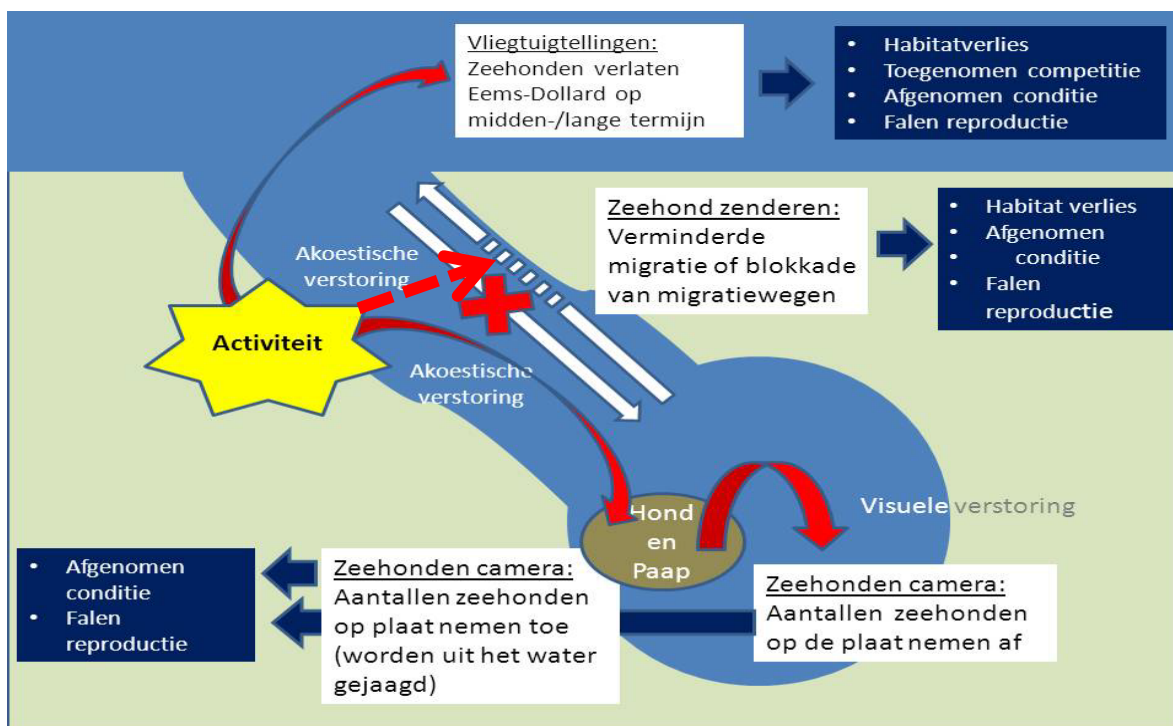 Vliegtuigtellingen:
Zeehonden verlaten
Eems-Dollard op
midden-/lange termijn
• Habitatverlies
• Toegenomen competitie
• Afgenomen conditie
• Falen reproductie
Zeehond zenderen:
Verminderde
migratie of blokkade
van migratiewegen
• Habitat verlies
• Afgenomen
• conditie
• Falen
reproductie
Akoestische
verstoring
Activiteit
Akoestische
verstoring
Hond
en
Paap
Visuele verstoring
• Afgenomen
conditie
• Falen
reproductie
Zeehonden camera:
Aantallen zeehonden
op plaat nemen toe
(worden uit het water
gejaagd)
Zeehonden camera:
Aantallen zeehonden
op de plaat nemen af